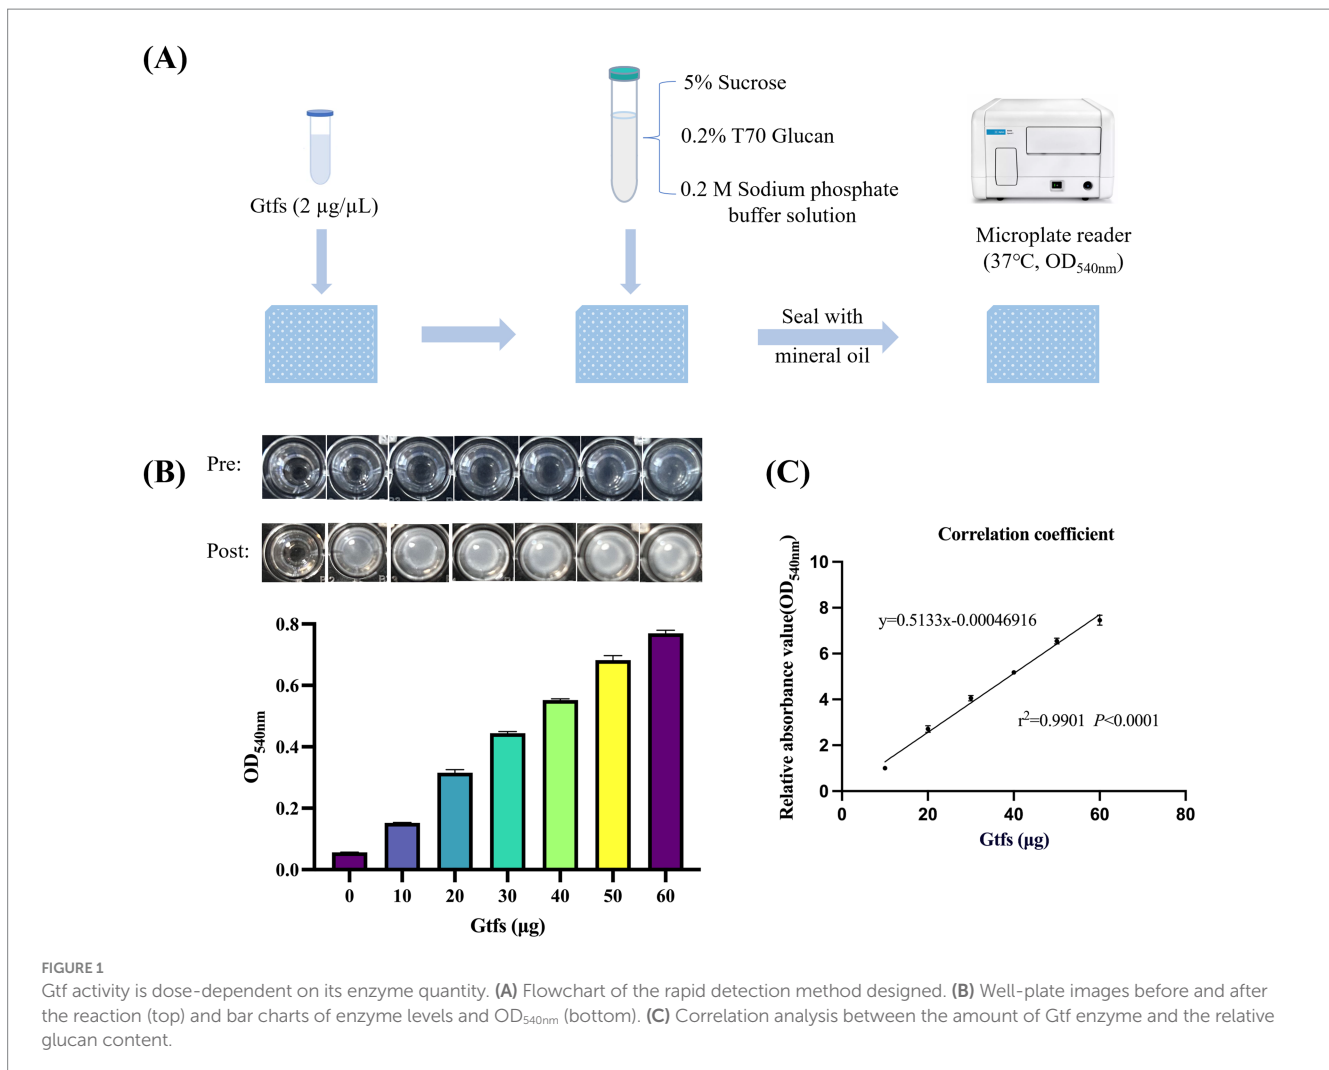 (A)
5% Sucrose
0.2% T70 Glucan
0.2 M Sodium phosphate
buffer solution
Gtfs (2 μg/μL)
Microplate reader
(37°C, OD540nm)
Seal with
mineral oil
(B)
Pre:
Post:
0.8
0.6
0.4
0.2
0.0
OD540nm
0 10 20 30 40 50 60
Gtfs (μg)
(C)
Correlation coefficient
Relative absorbance value(OD540nm)
10
8
6
4
2
0
y=0.5133x-0.00046916
r²=0.9901 P<0.0001
0 20 40 60 80
Gtfs (μg)
FIGURE 1
Gtf activity is dose-dependent on its enzyme quantity. (A) Flowchart of the rapid detection method designed. (B) Well-plate images before and after
the reaction (top) and bar charts of enzyme levels and OD540nm (bottom). (C) Correlation analysis between the amount of Gtf enzyme and the relative
glucan content.